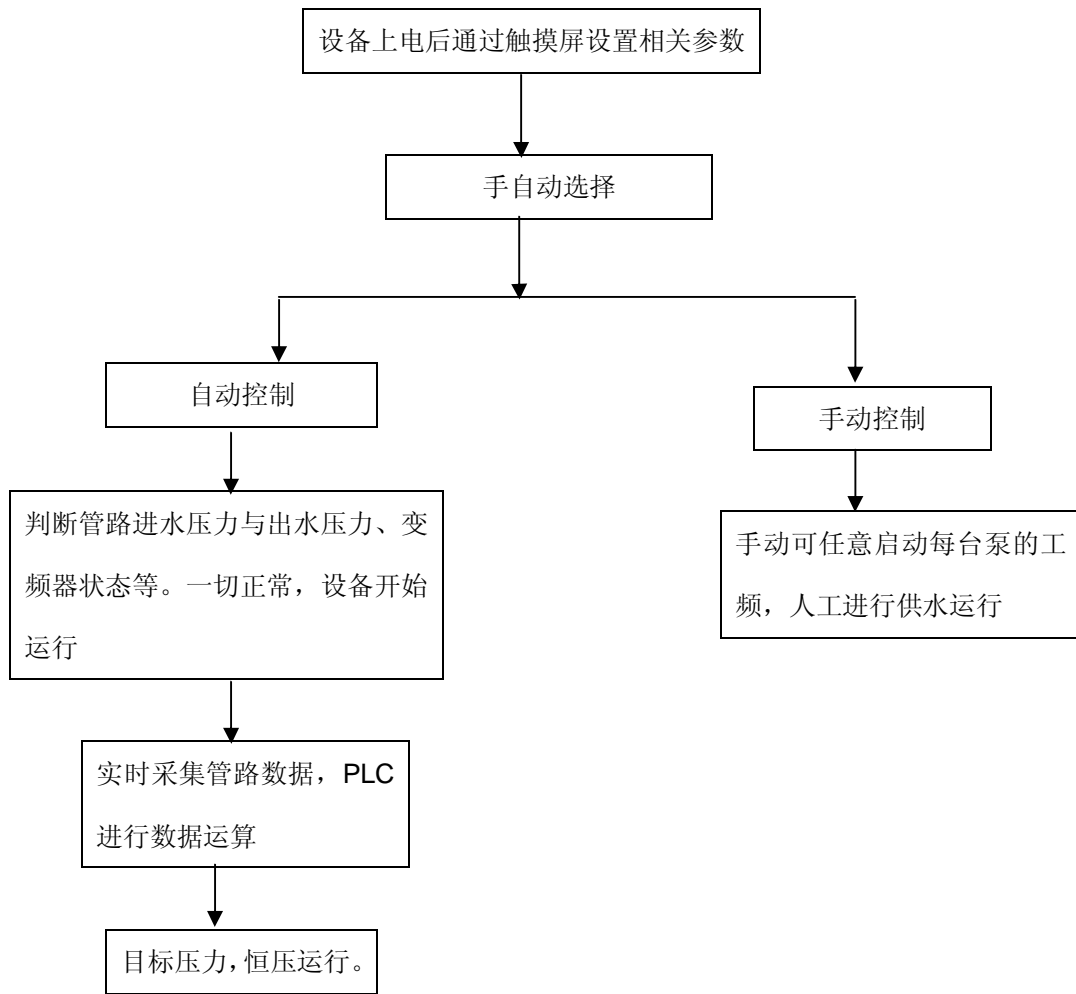 设备上电后通过触摸屏设置相关参数
手自动选择
自动控制
手动控制
判断管路进水压力与出水压力、变
频器状态等。一切正常，设备开始
运行
手动可任意启动每台泵的工
频，人工进行供水运行
实时采集管路数据，PLC
进行数据运算
目标压力，恒压运行。